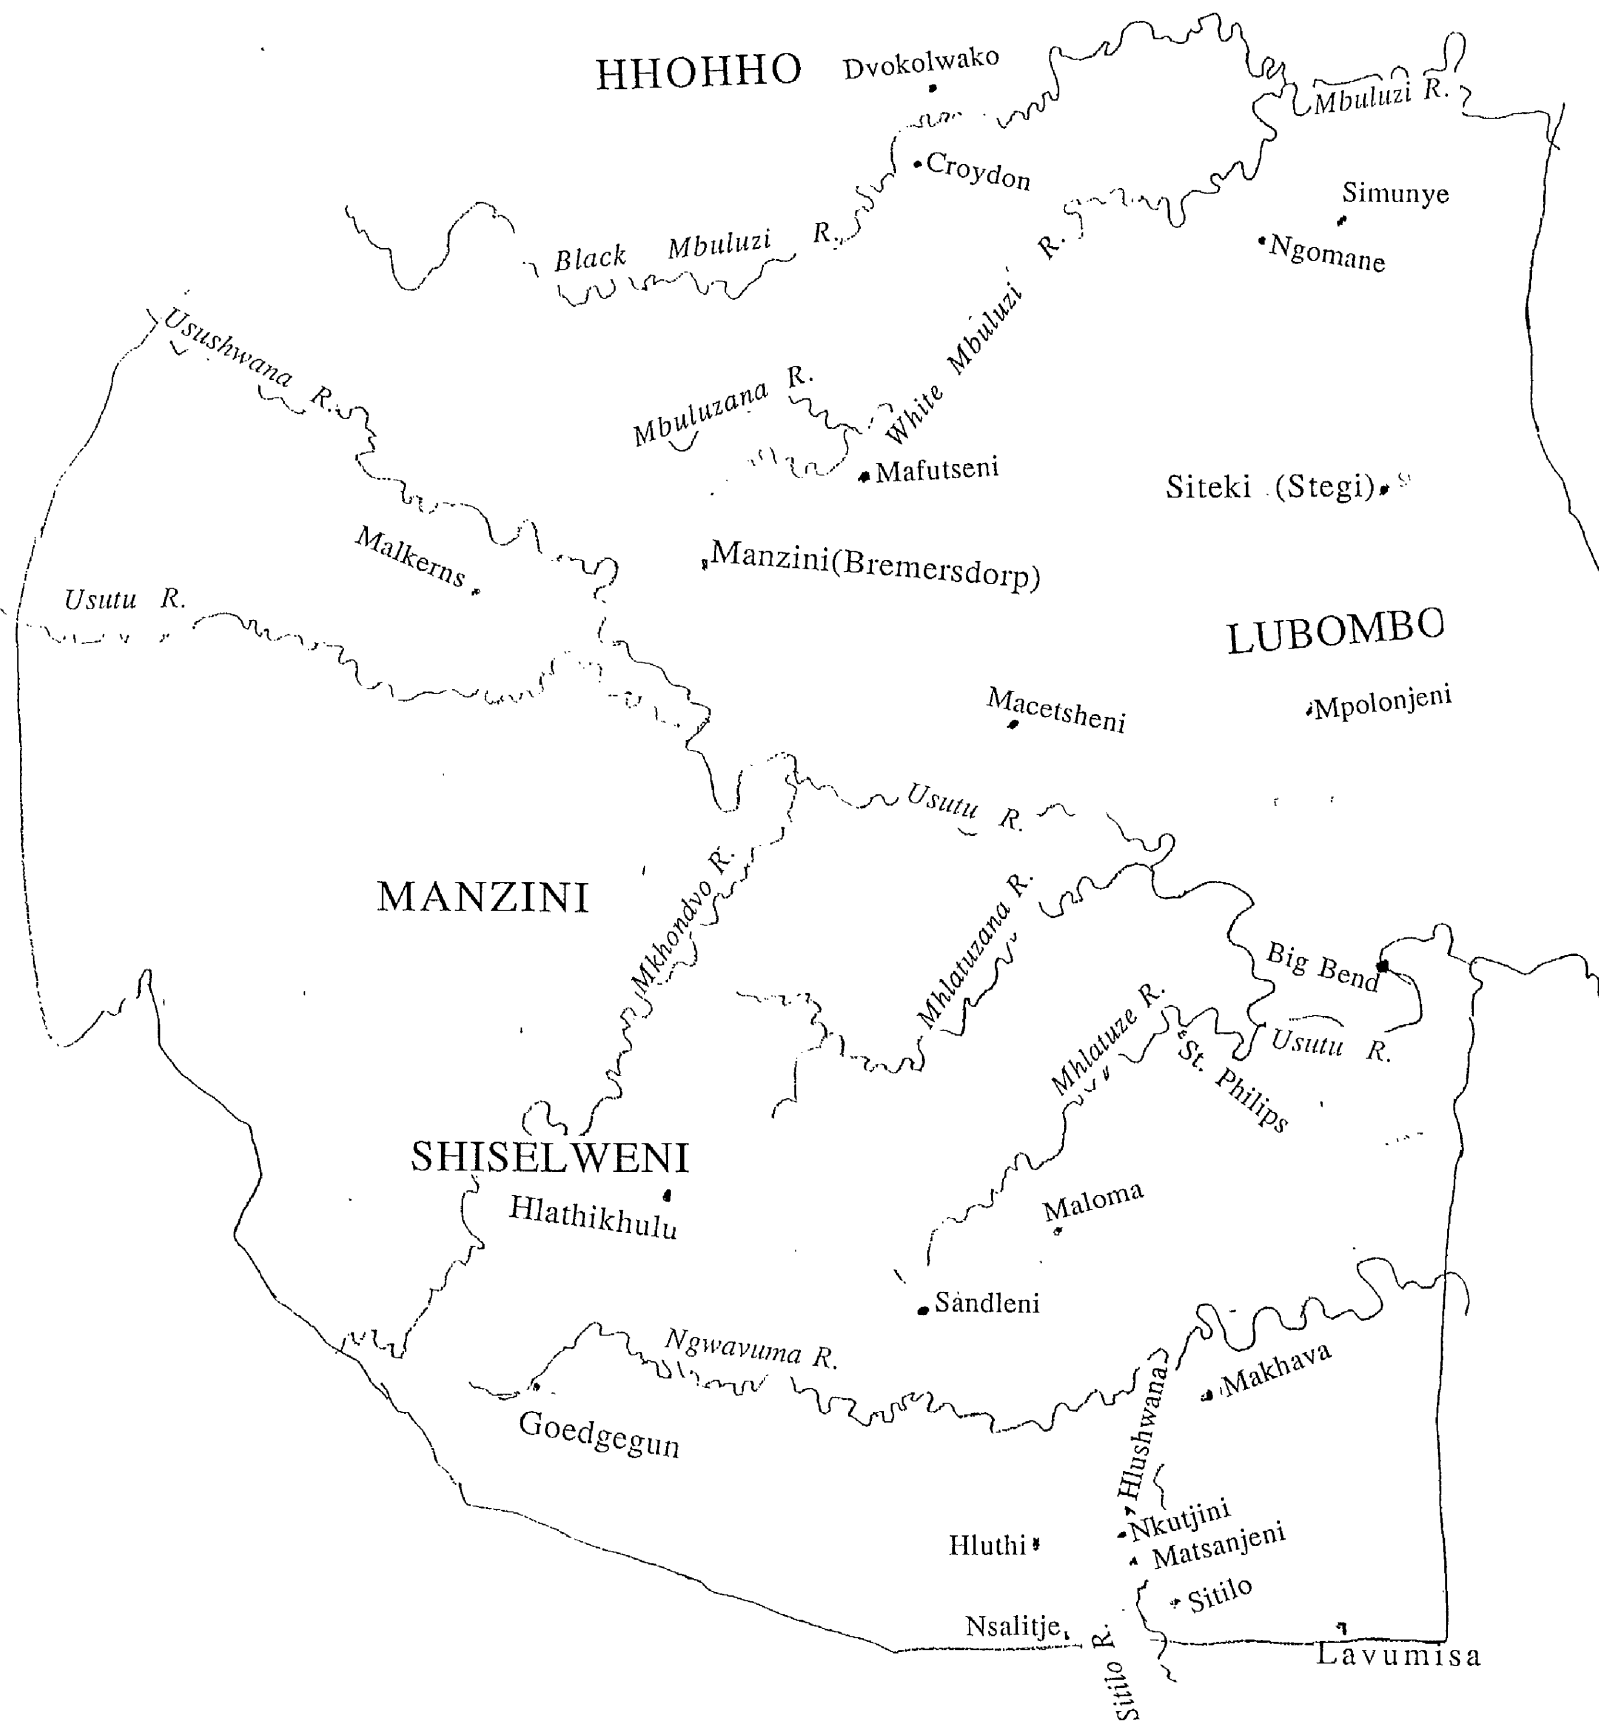 HHOHHO
Dvokolwako
Mbuluzi R.
Croydon
Simunye
Ngomane
Black Mbuluzi R.
Usushwana R.
White Mbuluzi R.
Mbuluzana R.
Mafutseni
Siteki (Stegi)
Malkerns
Manzini(Bremersdorp)
Usutu R.
LUBOMBO
Macetsheni
Mpolonjeni
Usutu R.
MANZINI
Mkhondvo R.
Mhlatuzana R.
Big Bend
Mhlatuze R.
St. Philips
Usutu R.
SHISELWENI
Hlathikhulu
Maloma
Sandleni
Ngwavuma R.
Makhava
Goedgegun
Hlushwana
Nkutjini
Hluthi
Matsanjeni
Sitilo
Nsalitje
Sitilo R.
Lavumisa